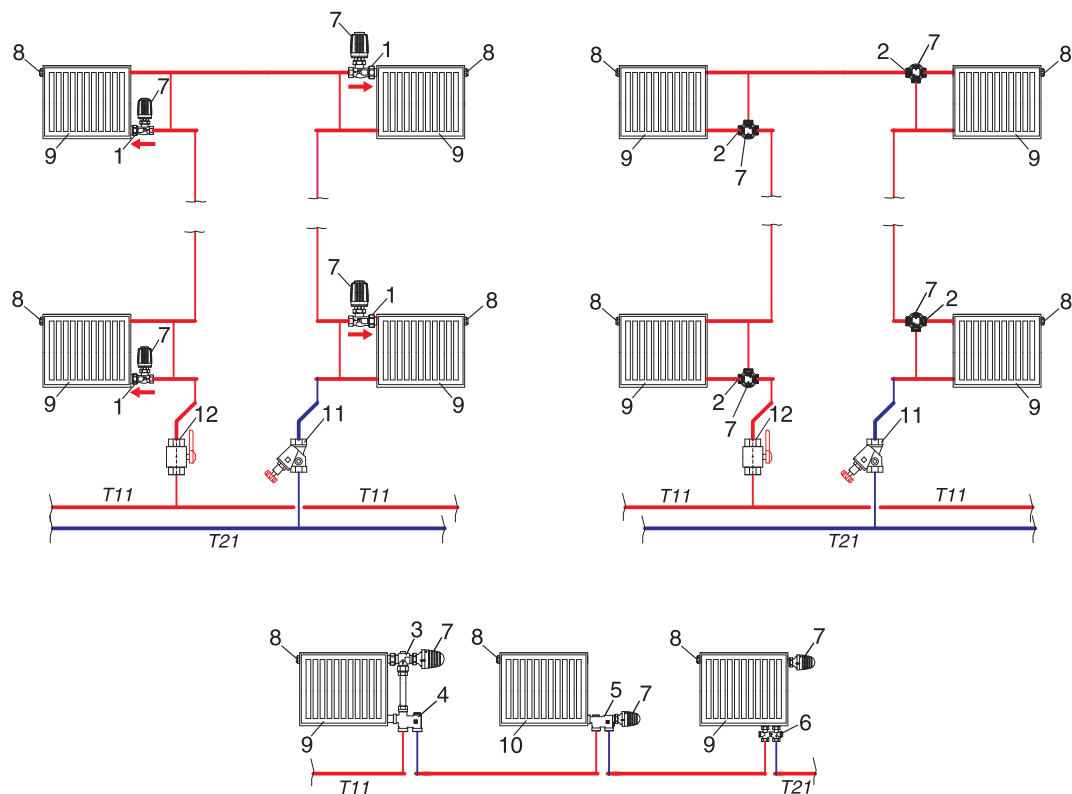 7 7
8 1 8 8 2 8
7
9 1 9 9 2 7 9
7 7
8 1 8 8 2 8
7
9 1 9 9 2 7 9
12 11 12 11
T11 T11 T11 T11
T21 T21
8 3 7 8 8 7
4 5 7
9 10 9 6
T11 T21